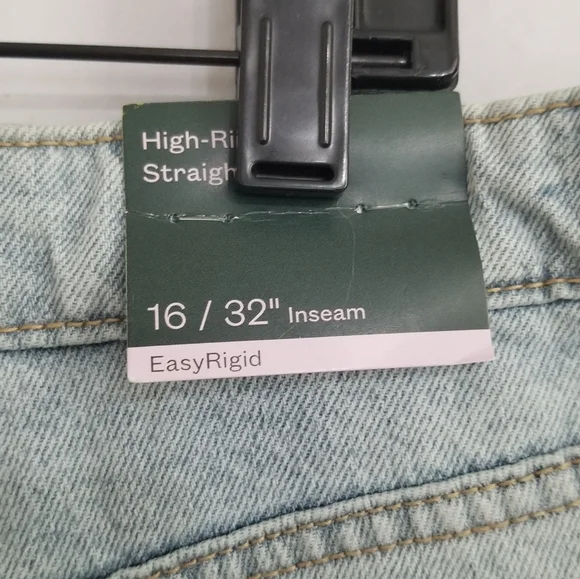 High-Ri
Straigh
16 / 32" Inseam
EasyRigid